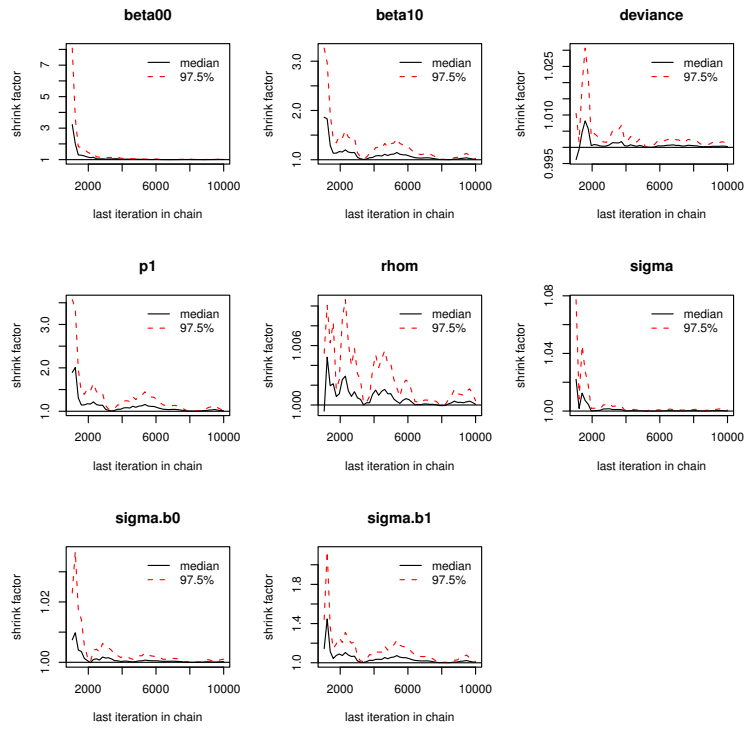 beta00
shrink factor
1
3
5
7
median
97.5%
2000
6000
10000
last iteration in chain
beta10
shrink factor
1.0
2.0
3.0
median
97.5%
2000
6000
10000
last iteration in chain
deviance
shrink factor
0.995
1.010
1.025
median
97.5%
2000
6000
10000
last iteration in chain
p1
shrink factor
1.0
2.0
3.0
median
97.5%
2000
6000
10000
last iteration in chain
rhom
shrink factor
1.000
1.006
median
97.5%
2000
6000
10000
last iteration in chain
sigma
shrink factor
1.00
1.04
1.08
median
97.5%
2000
6000
10000
last iteration in chain
sigma.b0
shrink factor
1.00
1.02
median
97.5%
2000
6000
10000
last iteration in chain
sigma.b1
shrink factor
1.0
1.4
1.8
median
97.5%
2000
6000
10000
last iteration in chain